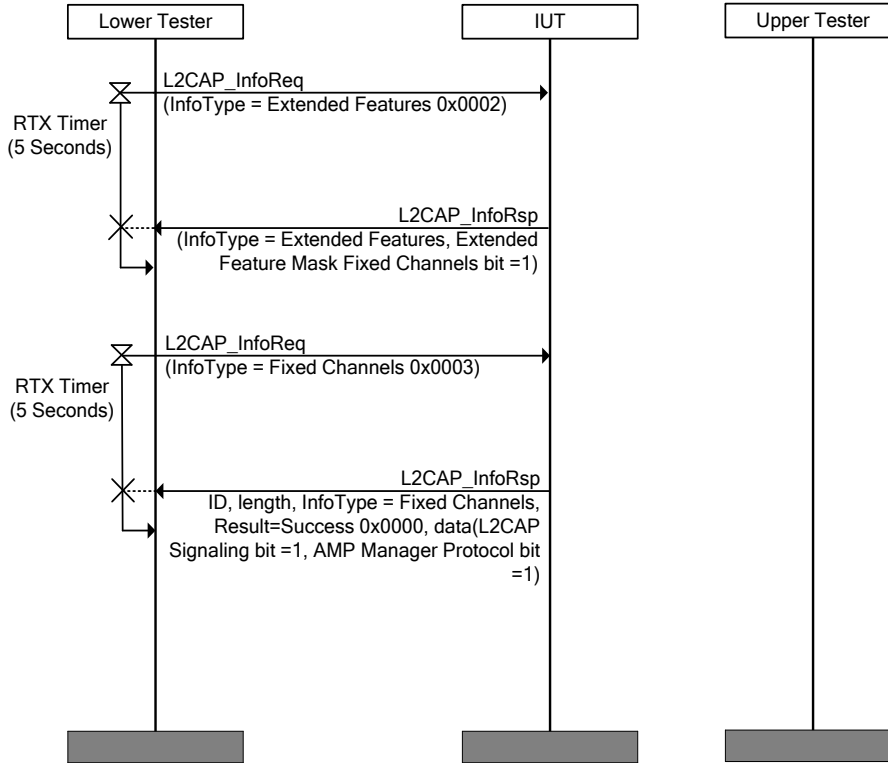 Lower Tester
IUT
Upper Tester
L2CAP_InfoReq
(InfoType = Extended Features 0x0002)
RTX Timer
(5 Seconds)
L2CAP_InfoRsp
(InfoType = Extended Features, Extended
Feature Mask Fixed Channels bit =1)
L2CAP_InfoReq
(InfoType = Fixed Channels 0x0003)
RTX Timer
(5 Seconds)
L2CAP_InfoRsp
ID, length, InfoType = Fixed Channels,
Result=Success 0x0000, data(L2CAP
Signaling bit =1, AMP Manager Protocol bit
=1)